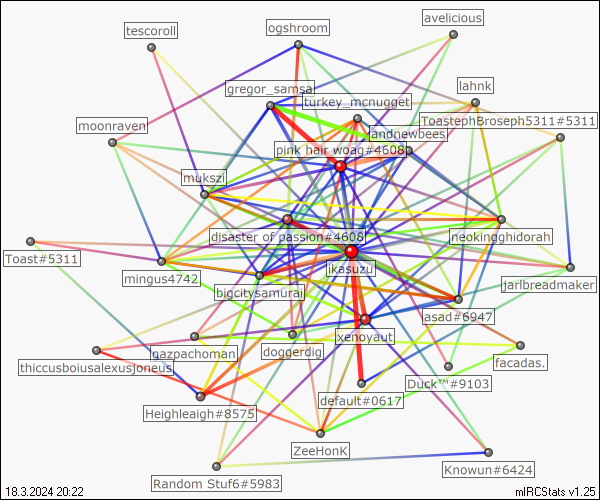 avelicious
ogshroom
tescoroll
lahnk
gregor_samsa
turkey_mcnugget
ToastephBroseph5311#5311
moonraven
landnewbees
pink hair woag#4608
mukszi
disaster of passion#4608
neokingghidorah
Toast#5311
ikasuzu
mingus4742
jarlbreadmaker
bigcitysamurai
asad#6947
xenoyaut
gazpachoman
doggerdig
facadas.
thiccusboiusalexusjoneus
Duck™#9103
default#0617
Heighleaigh#8575
ZeeHonK
Knowun#6424
Random Stuf6#5983
18.3.2024 20:22
mIRCStats v1.25